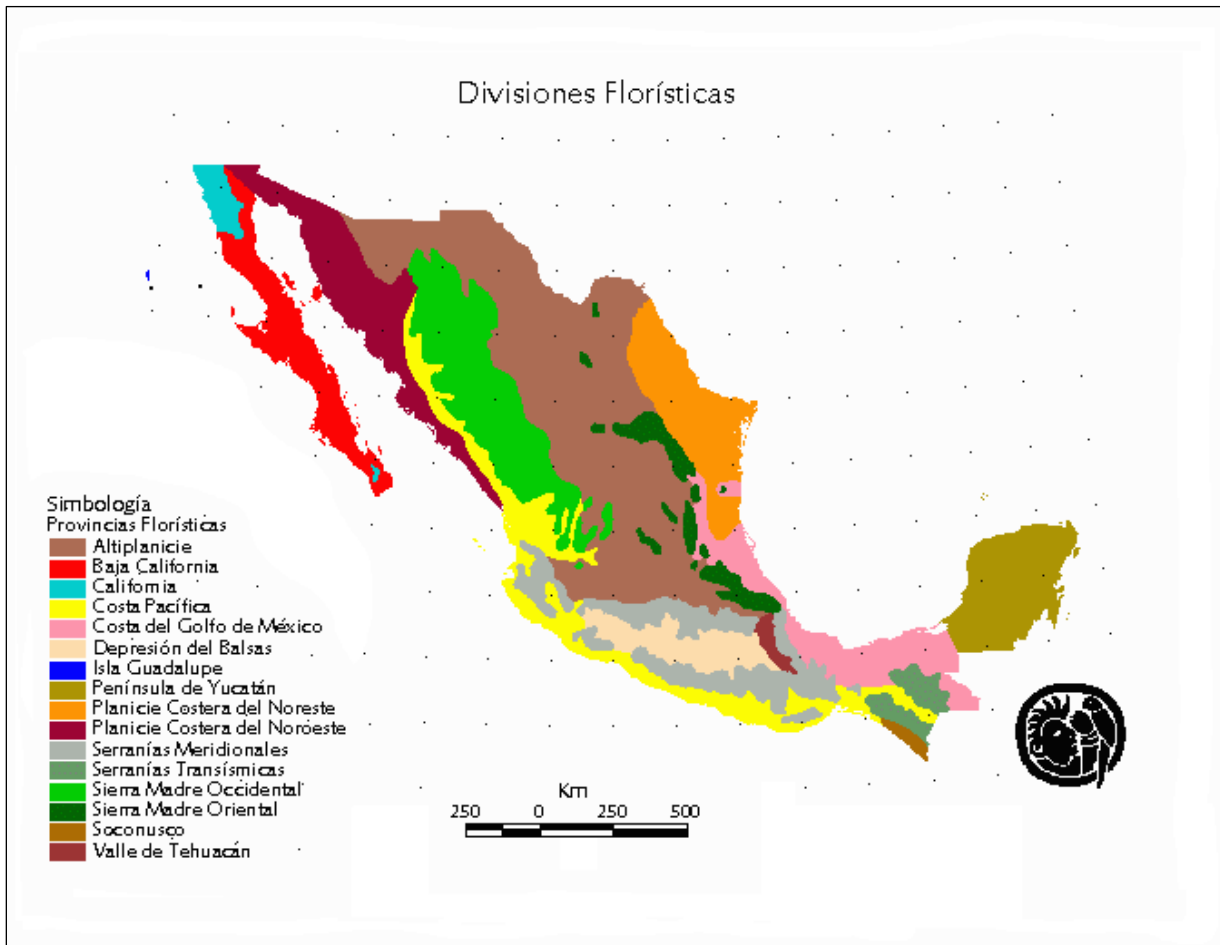 Divisiones Florísticas
Simbología
Provincias Florísticas
Altiplanicie
Baja California
California
Costa Pacífica
Costa del Golfo de México
Depresión del Balsas
Isla Guadalupe
Península de Yucatán
Planicie Costera del Noreste
Planicie Costera del Noroeste
Serranías Meridionales
Serranías Transísmicas
Sierra Madre Occidental
Sierra Madre Oriental
Soconusco
Valle de Tehuacán
Km
250 0 250 500